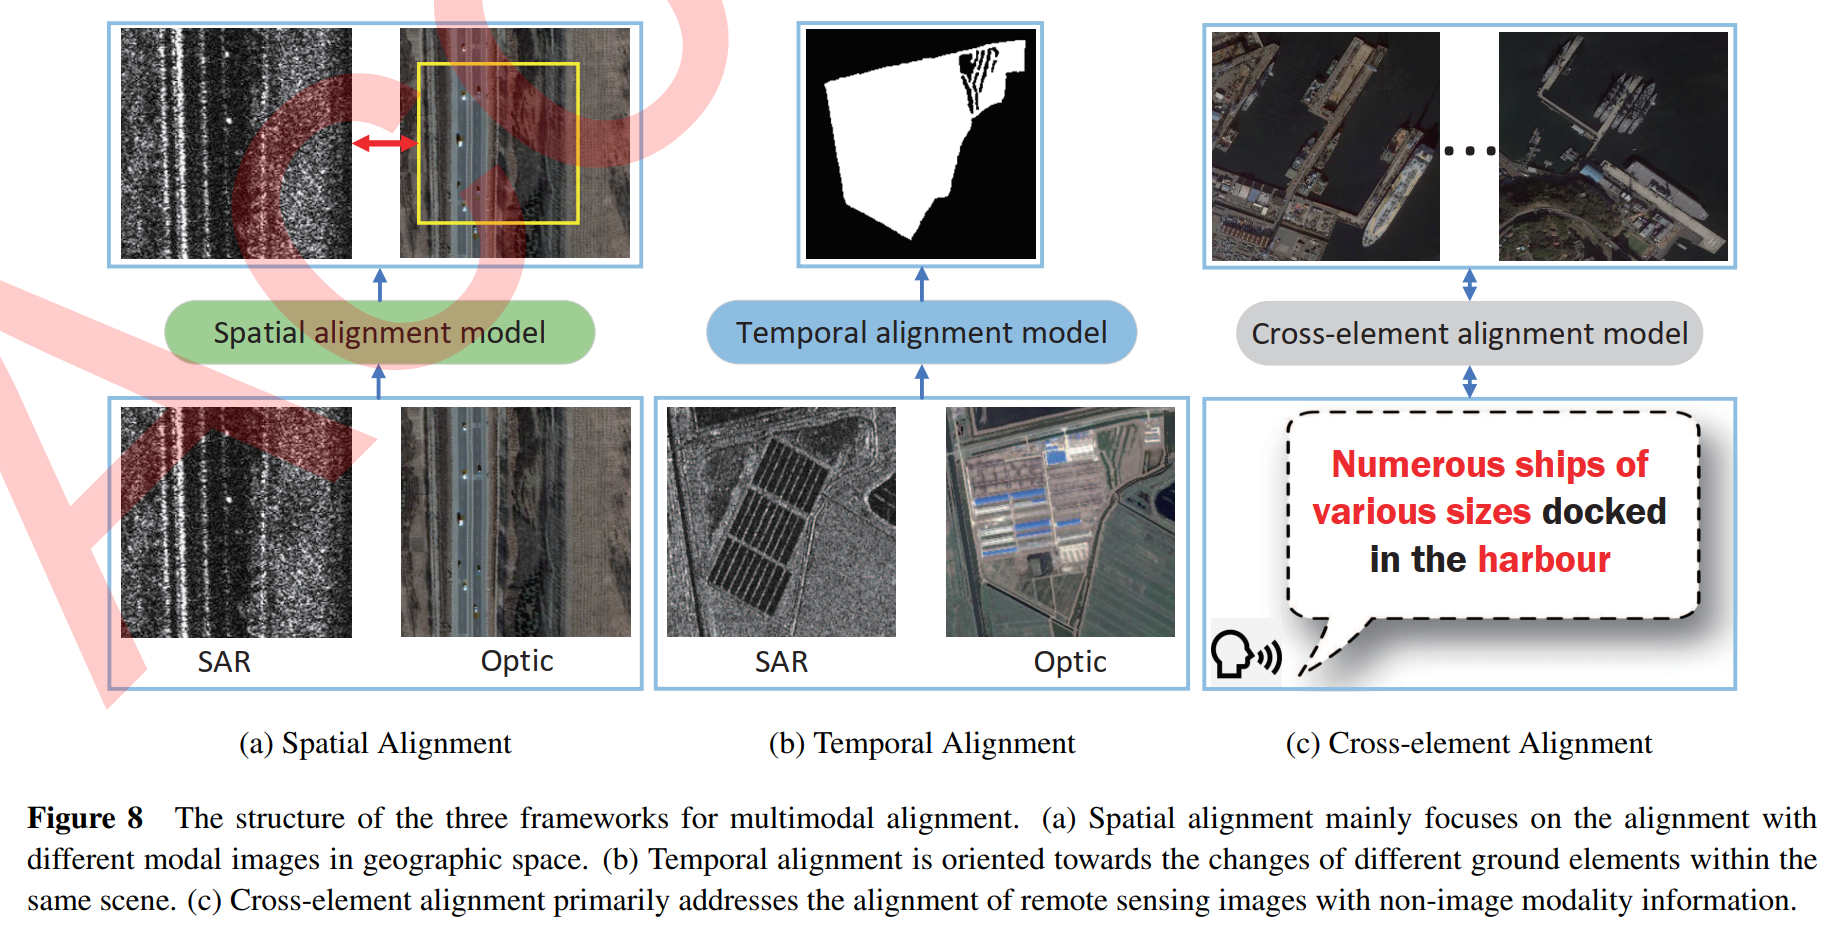 Spatial alignment model
Temporal alignment model
Cross-element alignment model
Numerous ships of
various sizes docked
in the harbour
SAR
Optic
SAR
Optic
(a) Spatial Alignment
(b) Temporal Alignment
(c) Cross-element Alignment
Figure 8 The structure of the three frameworks for multimodal alignment. (a) Spatial alignment mainly focuses on the alignment with
different modal images in geographic space. (b) Temporal alignment is oriented towards the changes of different ground elements within the
same scene. (c) Cross-element alignment primarily addresses the alignment of remote sensing images with non-image modality information.